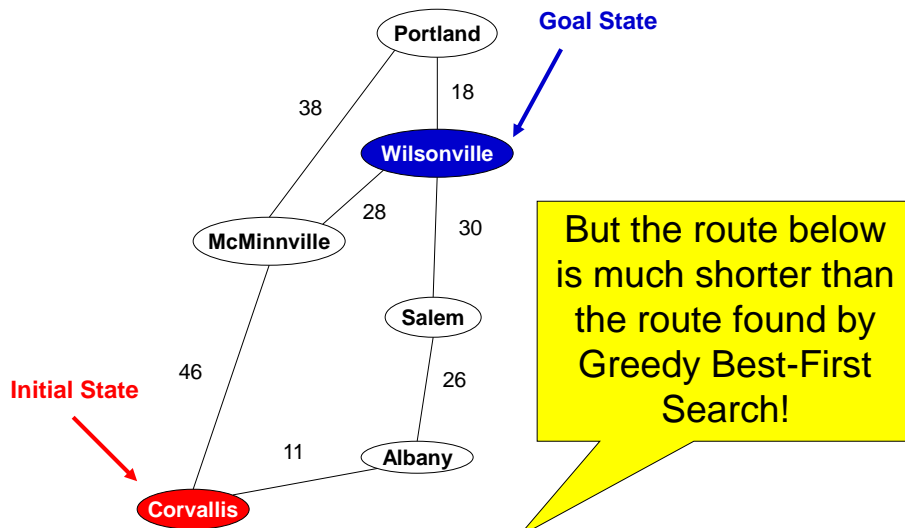 Portland
Goal State
38
18
Wilsonville
28
McMinnville
30
But the route below
is much shorter than
the route found by
Greedy Best-First
Search!
Salem
46
Initial State
26
11
Albany
Corvallis